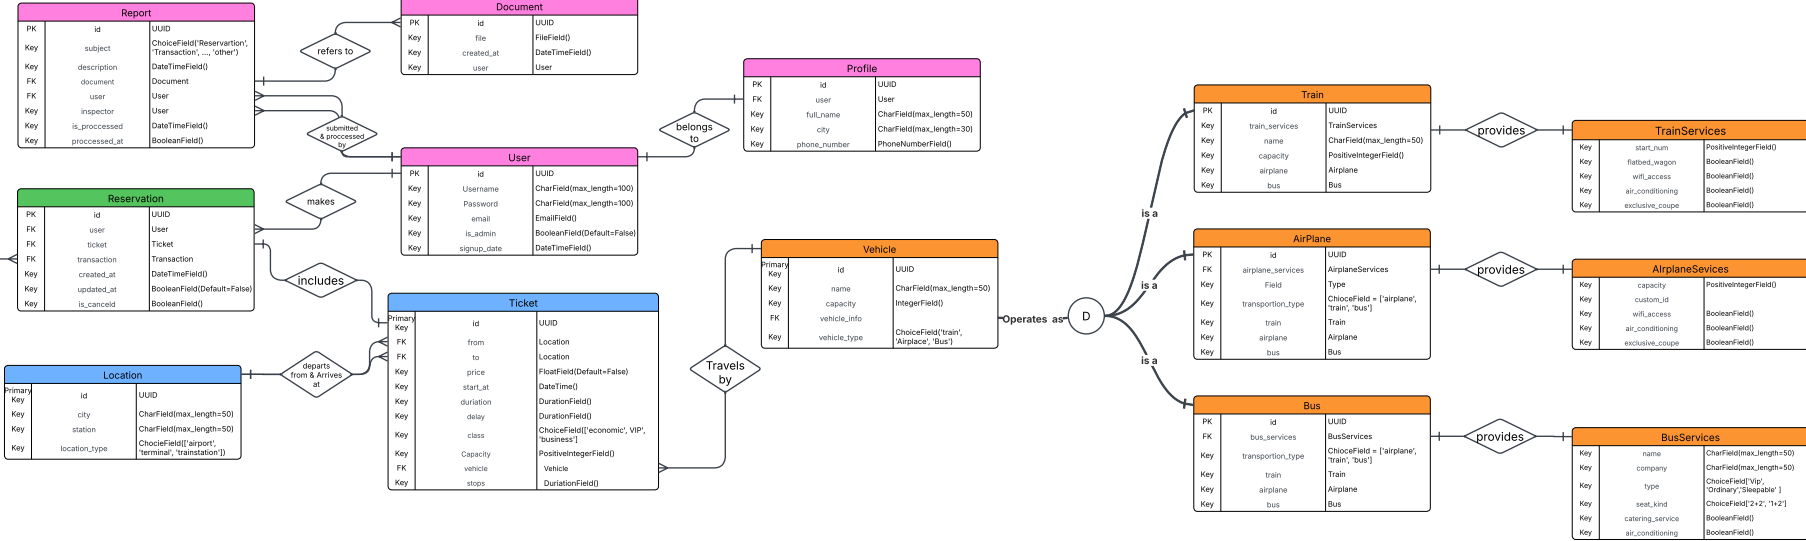 Report
PK id UUID
Key subject ChoiceField('Reservartion', 'Transaction', ...., 'other')
Key description DateTimeField()
FK document Document
FK user User
Key inspector User
Key is_proccessed DateTimeField()
Key proccessed_at BooleanField()
refers to
Document
PK id UUID
Key file FileField()
Key created_at DateTimeField()
Key user User
submitted
& proccessed
by
User
PK id UUID
Key Username CharField(max_length=100)
Key Password CharField(max_length=100)
Key email EmailField()
Key is_admin BooleanField(Default=False)
Key signup_date DateTimeField()
belongs
to
Profile
PK id UUID
FK user User
Key full_name CharField(max_length=50)
Key city CharField(max_length=30)
Key phone_number PhoneNumberField()
makes
Reservation
PK id UUID
FK user User
FK ticket Ticket
FK transaction Transaction
Key created_at DateTimeField()
Key updated_at BooleanField(Default=False)
Key is_canceld BooleanField()
includes
Ticket
Primary
Key id UUID
FK from Location
FK to Location
Key price FloatField(Default=False)
Key start_at DateTime()
Key duriation DurationField()
Key delay DurationField()
Key class ChoiceField(['economic', VIP', 'business']
Key Capacity PositiveIntegerField()
FK vehicle Vehicle
Key stops DuriationField()
departs
from & Arrives
at
Location
Primary
Key id UUID
Key city CharField(max_length=50)
Key station CharField(max_length=50)
Key location_type ChocieField(['airport', 'terminal', 'trainstation'])
Travels
by
Vehicle
Primary
Key id UUID
Key name CharField(max_length=50)
Key capacity IntegerField()
FK vehicle_info
Key vehicle_type ChoiceField('train', 'Airplace', 'Bus')
Operates as
D
is a
is a
is a
Train
PK id UUID
Key train_services TrainServices
Key name CharField(max_length=50)
Key capacity PositiveIntegerField()
Key airplane Airplane
Key bus Bus
provides
TrainServices
Key start_num PositiveIntegerField()
Key flatbed_wagon BooleanField()
Key wifi_access BooleanField()
Key air_conditioning BooleanField()
Key exclusive_coupe BooleanField()
AirPlane
PK id UUID
FK airplane_services AirplaneServices
Key Field Type
Key transportion_type ChioceField = ['airplane', 'train', 'bus']
Key train Train
Key airplane Airplane
Key bus Bus
provides
AIrplaneSevices
Key capacity PositiveIntegerField()
Key custom_id
Key wifi_access BooleanField()
Key air_conditioning BooleanField()
Key exclusive_coupe BooleanField()
Bus
PK id UUID
FK bus_services BusServices
Key transportion_type ChioceField = ['airplane', 'train', 'bus']
Key train Train
Key airplane Airplane
Key bus Bus
provides
BusServices
Key name CharField(max_length=50)
Key company CharField(max_length=50)
Key type ChoiceField['Vip', 'Ordinary','Sleepable' ]
Key seat_kind ChoiceField['2+2', '1+2']
Key catering_service BooleanField()
Key air_conditioning BooleanField()